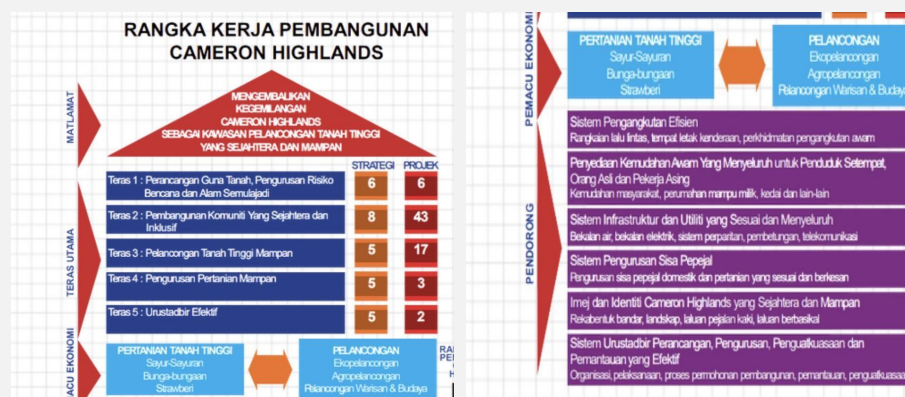 RANGKA KERJA PEMBANGUNAN
CAMERON HIGHLANDS
MATLAMAT
MENGEMBALIKAN
KEGEMILANGAN
CAMERON HIGHLANDS
SEBAGAI KAWASAN PELANCONGAN TANAH TINGGI
YANG SEJAHTERA DAN MAMPAN
STRATEGI PROJEK
TERAS UTAMA
Teras 1 : Perancangan Guna Tanah, Pengurusan Risiko
Bencana dan Alam Semulajadi
6 6
Teras 2 : Pembangunan Komuniti Yang Sejahtera dan
Inklusif
8 43
Teras 3 : Pelancongan Tanah Tinggi Mampan
5 17
Teras 4 : Pengurusan Pertanian Mampan
5 3
Teras 5 : Urustadbir Efektif
5 2
ACU EKONOMI
PERTANIAN TANAH TINGGI
Sayur-Sayuran
Bunga-bungaan
Strawberi
PELANCONGAN
Ekopelancongan
Agropelancongan
Pelancongan Warisan & Budaya
PEMACU EKONOMI
PERTANIAN TANAH TINGGI
Sayur-Sayuran
Bunga-bungaan
Strawberi
PELANCONGAN
Ekopelancongan
Agropelancongan
Pelancongan Warisan & Budaya
PENDORONG
Sistem Pengangkutan Efisien
Rangkaian lalu lintas, tempat letak kenderaan, perkhidmatan pengangkutan awam
Penyediaan Kemudahan Awam Yang Menyeluruh untuk Penduduk Setempat,
Orang Asli dan Pekerja Asing
Kemudahan masyarakat, perumahan mampu milik, kedai dan lain-lain
Sistem Infrastruktur dan Utiliti yang Sesuai dan Menyeluruh
Bekalan air, bekalan elektrik, sistem perparitan, pembetungan, telekomunikasi
Sistem Pengurusan Sisa Pepejal
Pengurusan sisa pepejal domestik dan pertanian yang sesuai dan berkesan
Imej dan Identiti Cameron Highlands yang Sejahtera dan Mampan
Rekabentuk bandar, landskap, laluan pejalan kaki, laluan berbasikal
Sistem Urustadbir Perancangan, Pengurusan, Penguatkuasaan dan
Pemantauan yang Efektif
Organisasi, pelaksanaan, proses permohonan pembangunan, pemantauan, penguatkuasaa